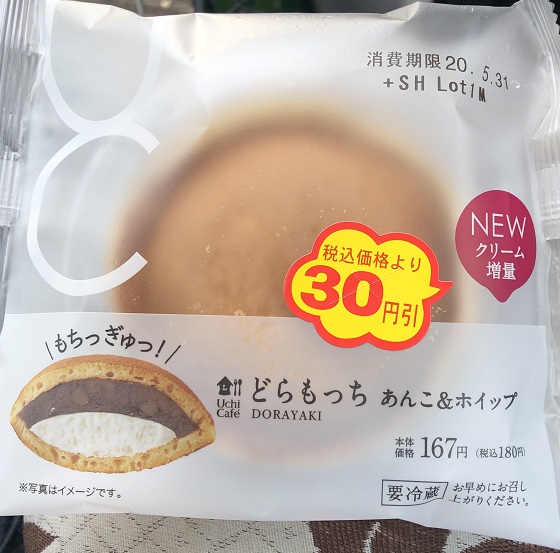 UC
消費期限20.5.31
+SH Lot1M
NEW
クリーム
増量
税込価格より
30円引
もちっぎゅっ!
Uchi
Café
どらもっち あんこ&ホイップ
DORAYAKI
本体
価格 167円 (税込180円)
※写真はイメージです。
要冷蔵
お早めにお召し
上がりください。